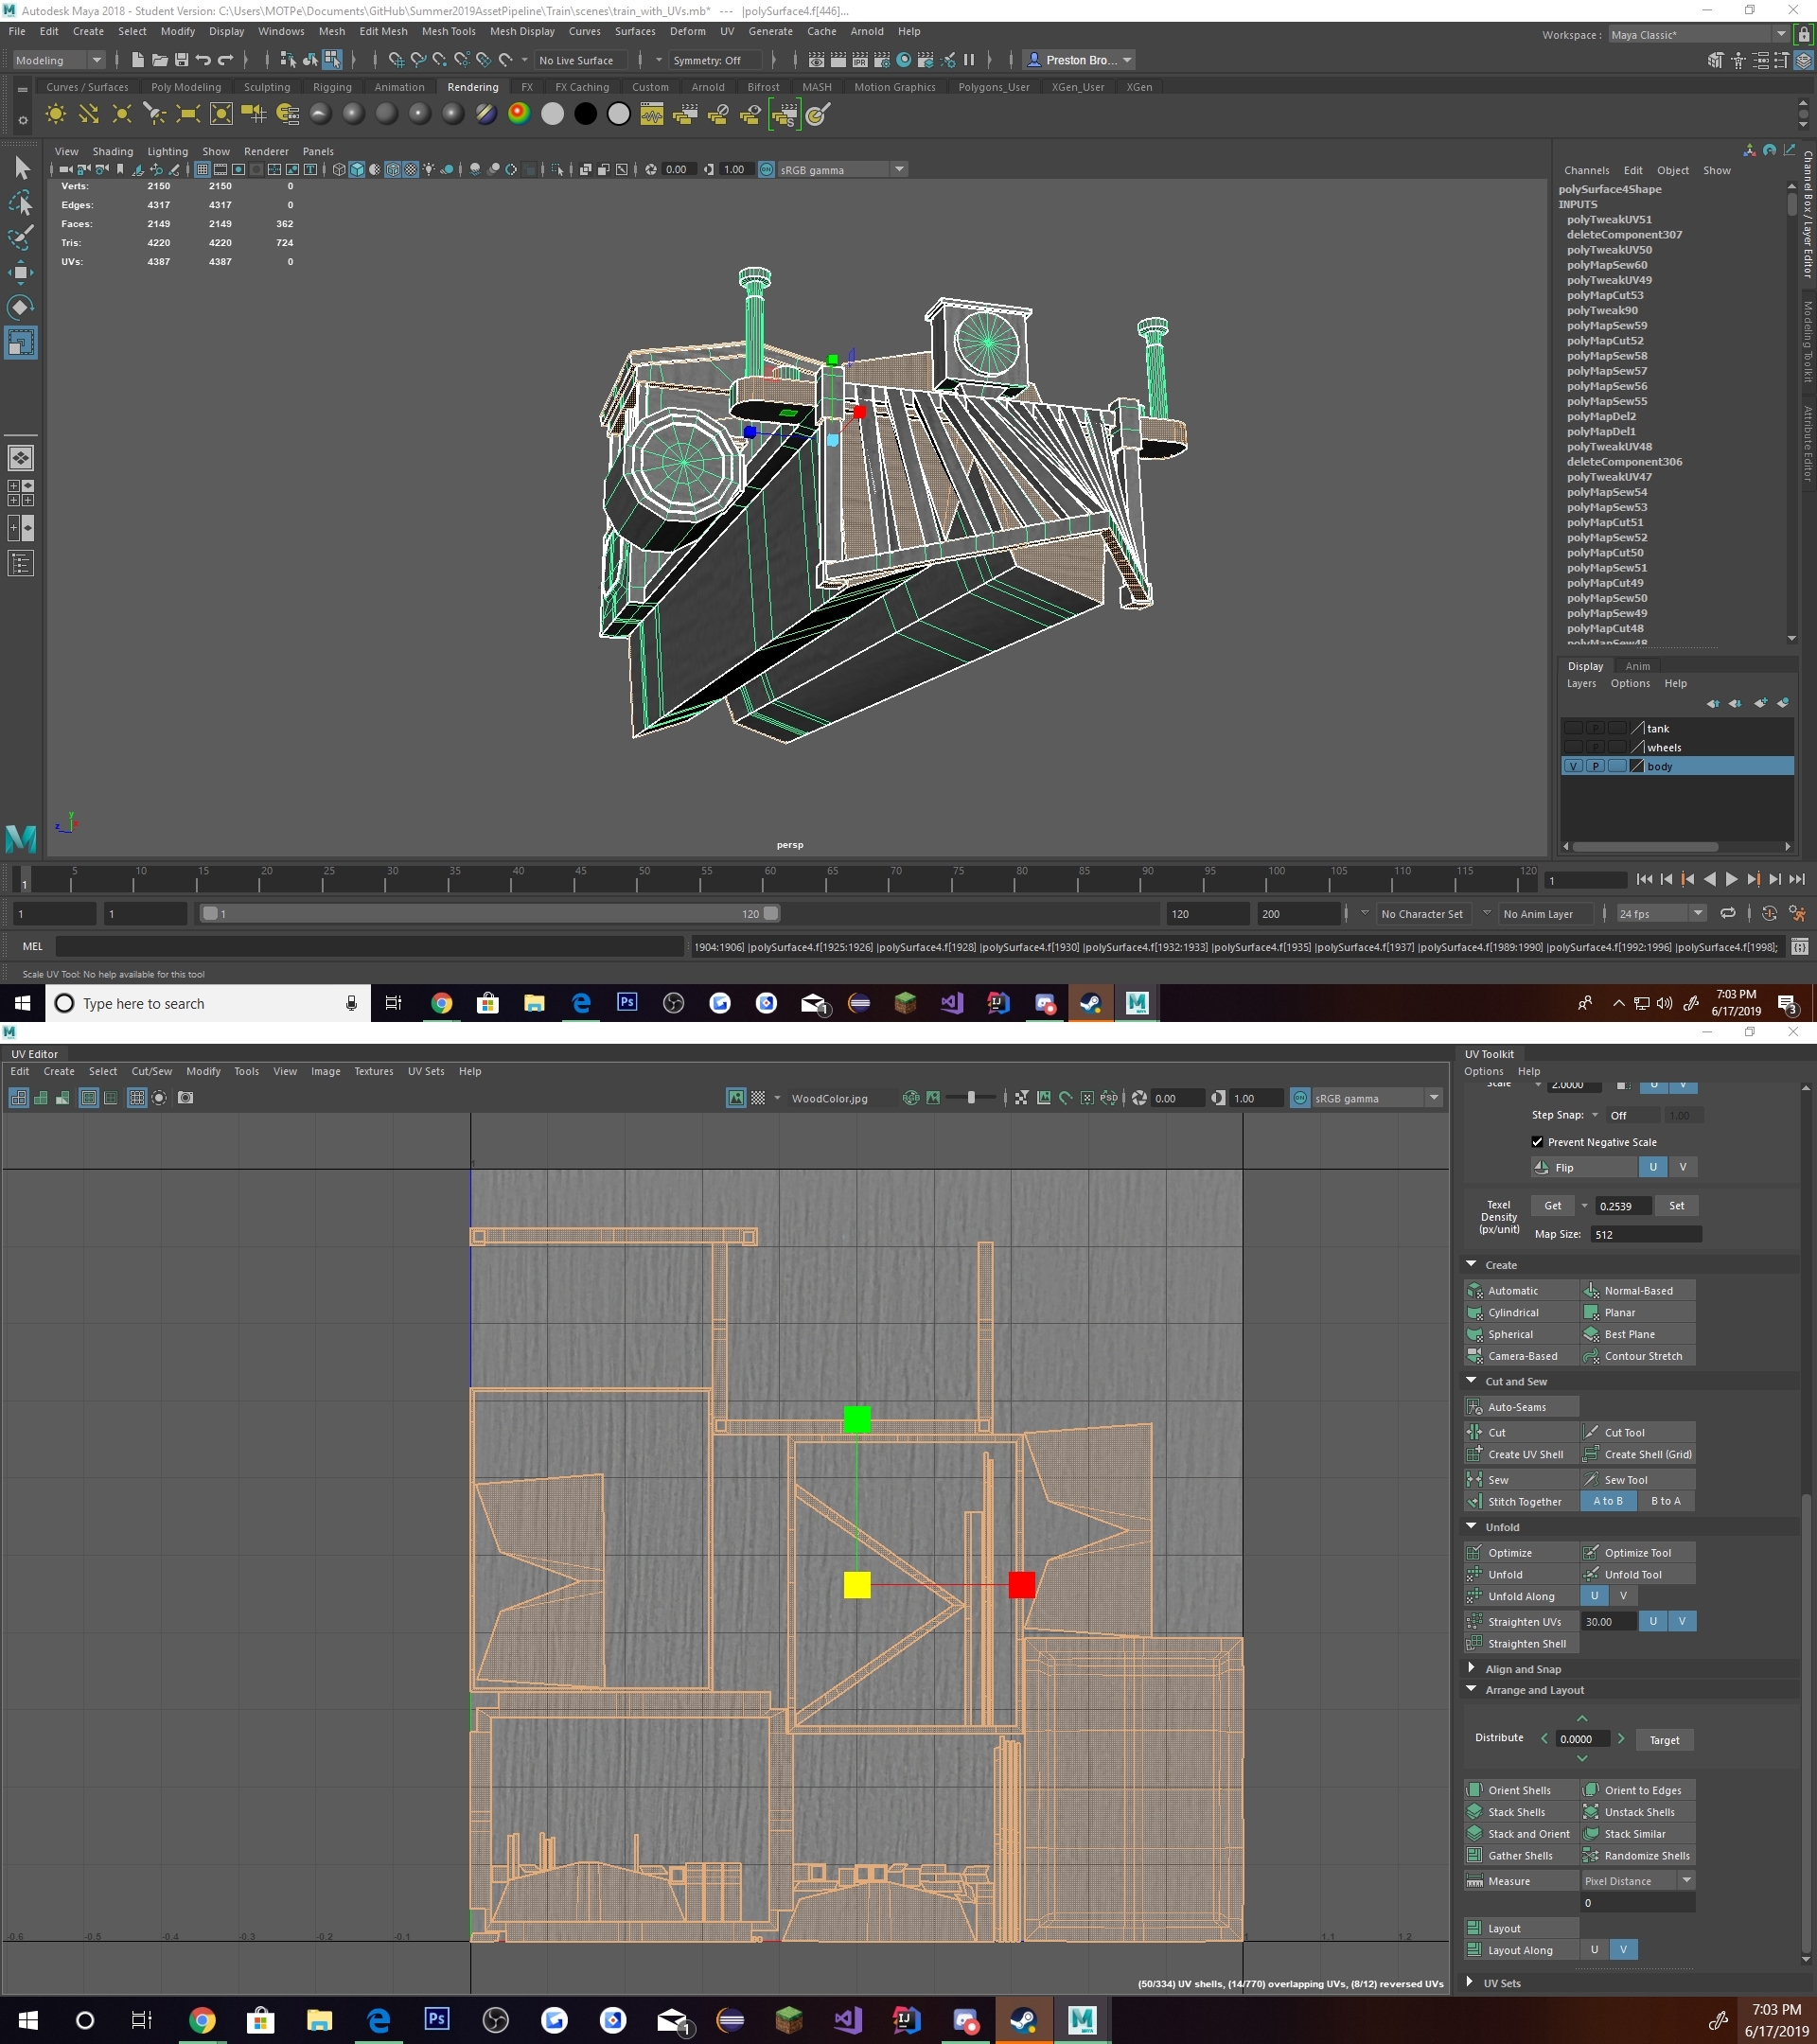 Autodesk Maya 2018 - Student Version: C:\Users\MOTPe\Documents\GitHub\Summer2019AssetPipeline\Train\scenes\train_with_UVs.mb*   ---   |polySurface4.f[446]...
File Edit Create Select Modify Display Windows Mesh Edit Mesh Mesh Tools Mesh Display Curves Surfaces Deform UV Generate Cache Arnold Help
Workspace : Maya Classic*
Modeling No Live Surface Symmetry: Off Preston Bro...
Curves / Surfaces Poly Modeling Sculpting Rigging Animation Rendering FX FX Caching Custom Arnold Bifrost MASH Motion Graphics Polygons_User XGen_User XGen
View Shading Lighting Show Renderer Panels
0.00 1.00 sRGB gamma
Verts: 2150 2150 0
Edges: 4317 4317 0
Faces: 2149 2149 362
Tris: 4220 4220 724
UVs: 4387 4387 0
persp
Channels Edit Object Show
polySurface4Shape
INPUTS
polyTweakUV51
deleteComponent307
polyTweakUV50
polyMapSew60
polyTweakUV49
polyMapCut53
polyTweak90
polyMapSew59
polyMapCut52
polyMapSew58
polyMapSew57
polyMapSew56
polyMapSew55
polyMapDel2
polyMapDel1
polyTweakUV48
deleteComponent306
polyTweakUV47
polyMapSew54
polyMapSew53
polyMapCut51
polyMapSew52
polyMapCut50
polyMapSew51
polyMapCut49
polyMapSew50
polyMapSew49
polyMapCut48
polyMapSew48
Channel Box / Layer Editor
Modeling Toolkit
Attribute Editor
Display Anim
Layers Options Help
P tank
P wheels
V P body
1 5 10 15 20 25 30 35 40 45 50 55 60 65 70 75 80 85 90 95 100 105 110 115 120 1
1 1 1 120 120 200 No Character Set No Anim Layer 24 fps
MEL 1904:1906] |polySurface4.f[1925:1926] |polySurface4.f[1928] |polySurface4.f[1930] |polySurface4.f[1932:1933] |polySurface4.f[1935] |polySurface4.f[1937] |polySurface4.f[1989:1990] |polySurface4.f[1992:1996] |polySurface4.f[1998];
Scale UV Tool: No help available for this tool
Type here to search
7:03 PM
6/17/2019
UV Editor
Edit Create Select Cut/Sew Modify Tools View Image Textures UV Sets Help
WoodColor.jpg 0.00 1.00 sRGB gamma
-0.6 -0.5 -0.4 -0.3 -0.2 -0.1 1 1.1 1.2
(50/334) UV shells, (14/770) overlapping UVs, (8/12) reversed UVs
UV Toolkit
Options Help
Scale 2.0000 U V
Step Snap: Off 1.00
Prevent Negative Scale
Flip U V
Texel Density (px/unit) Get 0.2539 Set
Map Size: 512
Create
Automatic Normal-Based
Cylindrical Planar
Spherical Best Plane
Camera-Based Contour Stretch
Cut and Sew
Auto-Seams
Cut Cut Tool
Create UV Shell Create Shell (Grid)
Sew Sew Tool
Stitch Together A to B B to A
Unfold
Optimize Optimize Tool
Unfold Unfold Tool
Unfold Along U V
Straighten UVs 30.00 U V
Straighten Shell
Align and Snap
Arrange and Layout
Distribute 0.0000 Target
Orient Shells Orient to Edges
Stack Shells Unstack Shells
Stack and Orient Stack Similar
Gather Shells Randomize Shells
Measure Pixel Distance
0
Layout
Layout Along U V
UV Sets
7:03 PM
6/17/2019